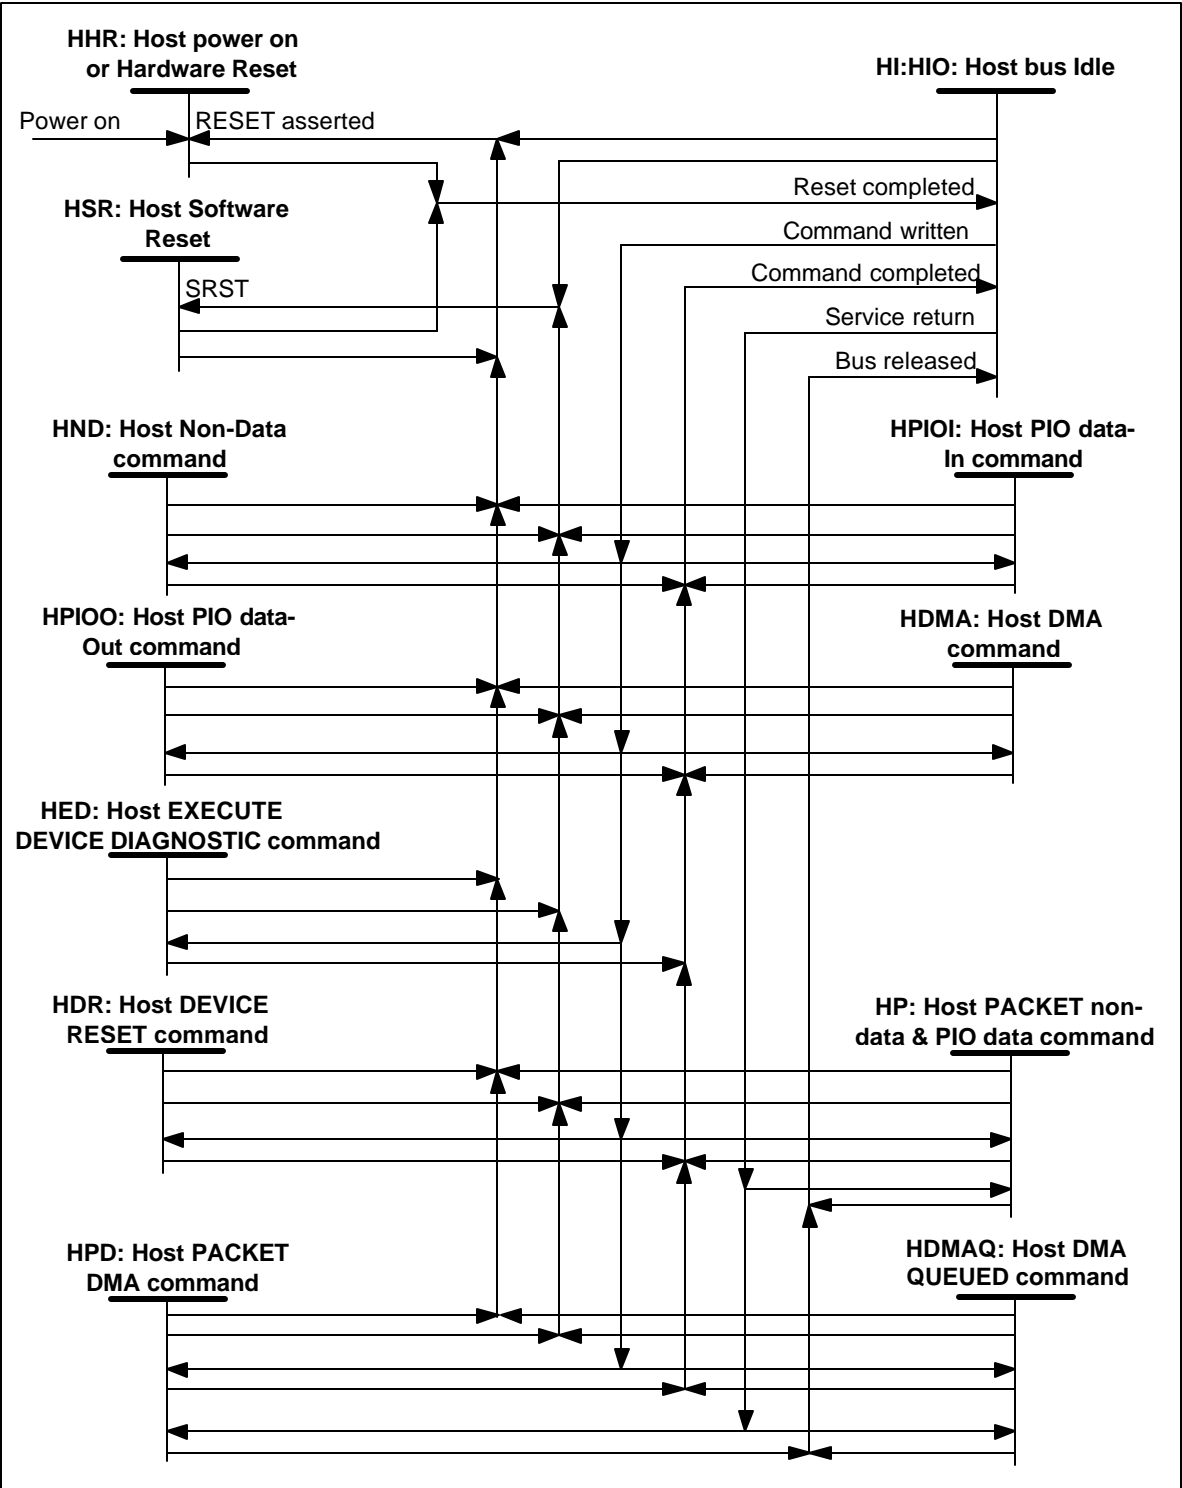 HHR: Host power on
or Hardware Reset
HI:HIO: Host bus Idle
Power on
RESET asserted
Reset completed
HSR: Host Software
Reset
Command written
Command completed
SRST
Service return
Bus released
HND: Host Non-Data
command
HPIOI: Host PIO data-
In command
HPIOO: Host PIO data-
Out command
HDMA: Host DMA
command
HED: Host EXECUTE
DEVICE DIAGNOSTIC command
HDR: Host DEVICE
RESET command
HP: Host PACKET non-
data & PIO data command
HPD: Host PACKET
DMA command
HDMAQ: Host DMA
QUEUED command